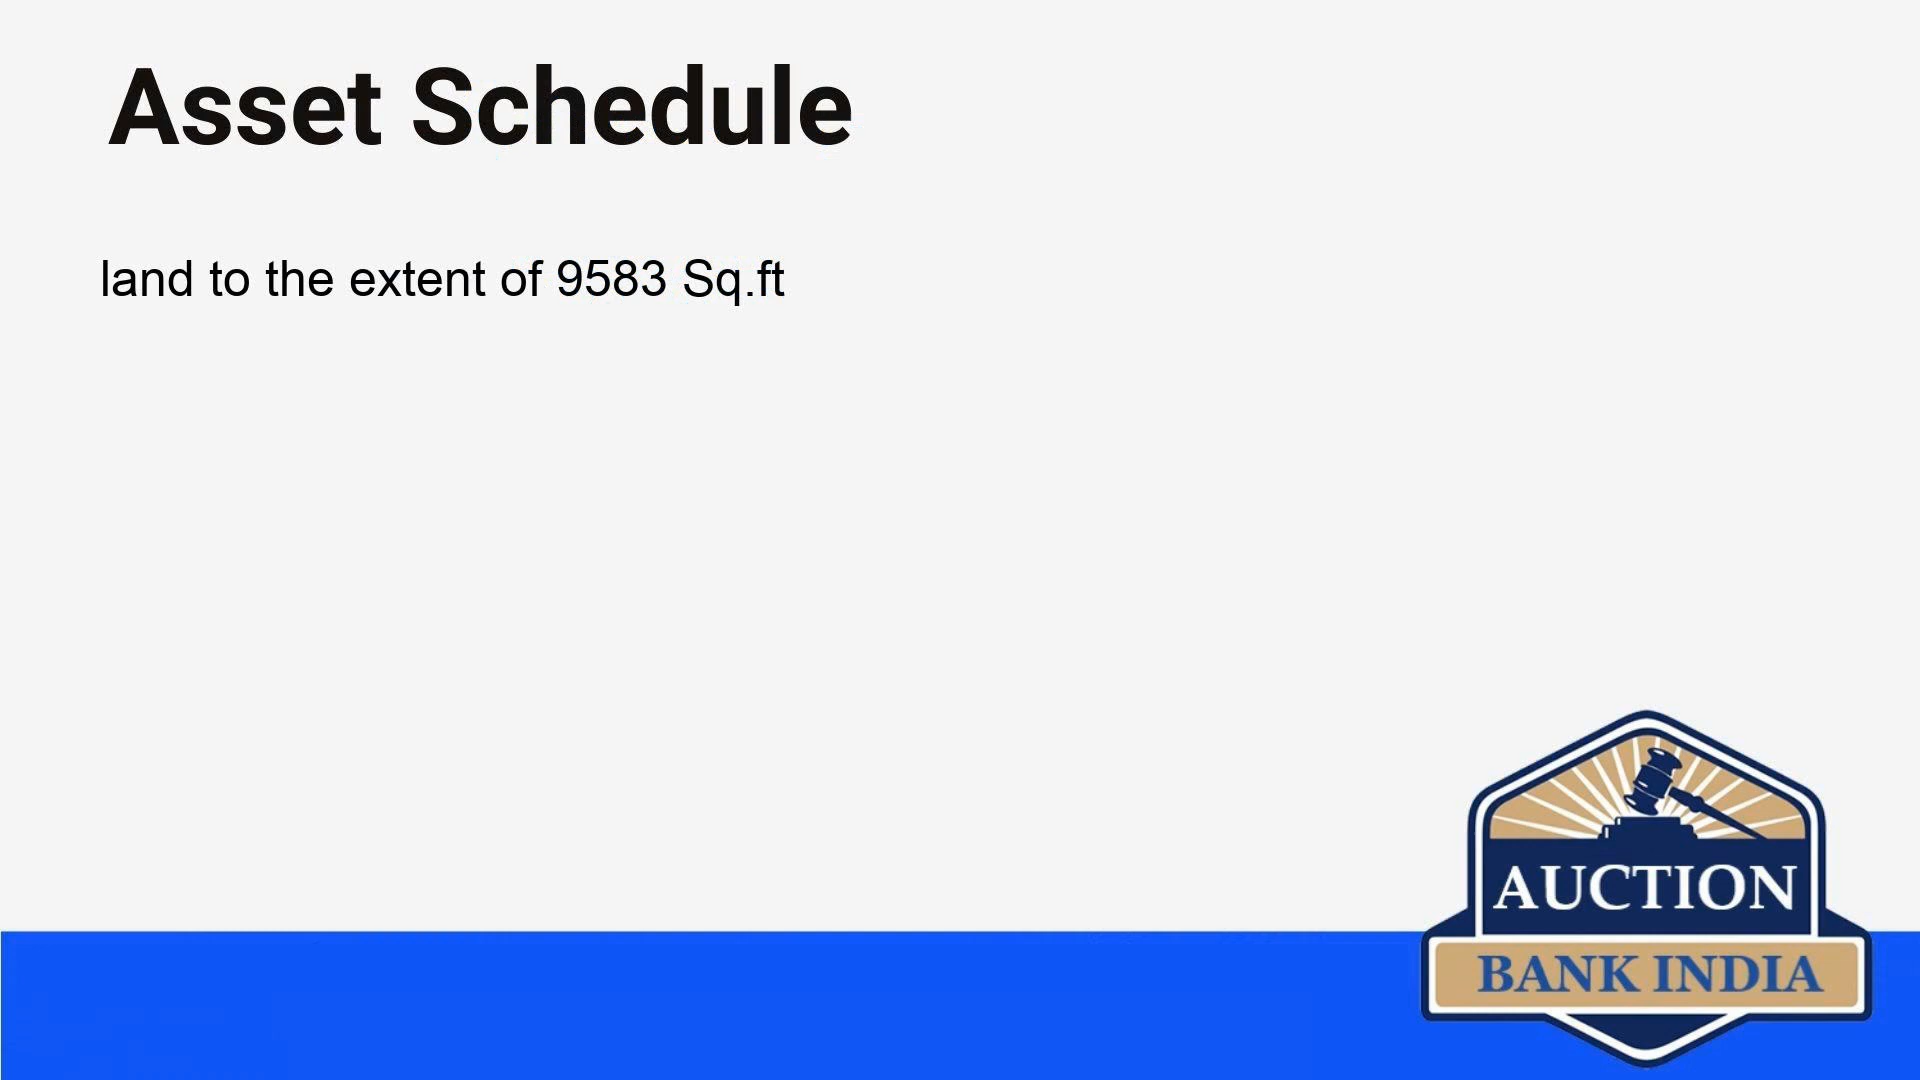 Asset Schedule
land to the extent of 9583 Sq.ft
AUCTION
BANK INDIA